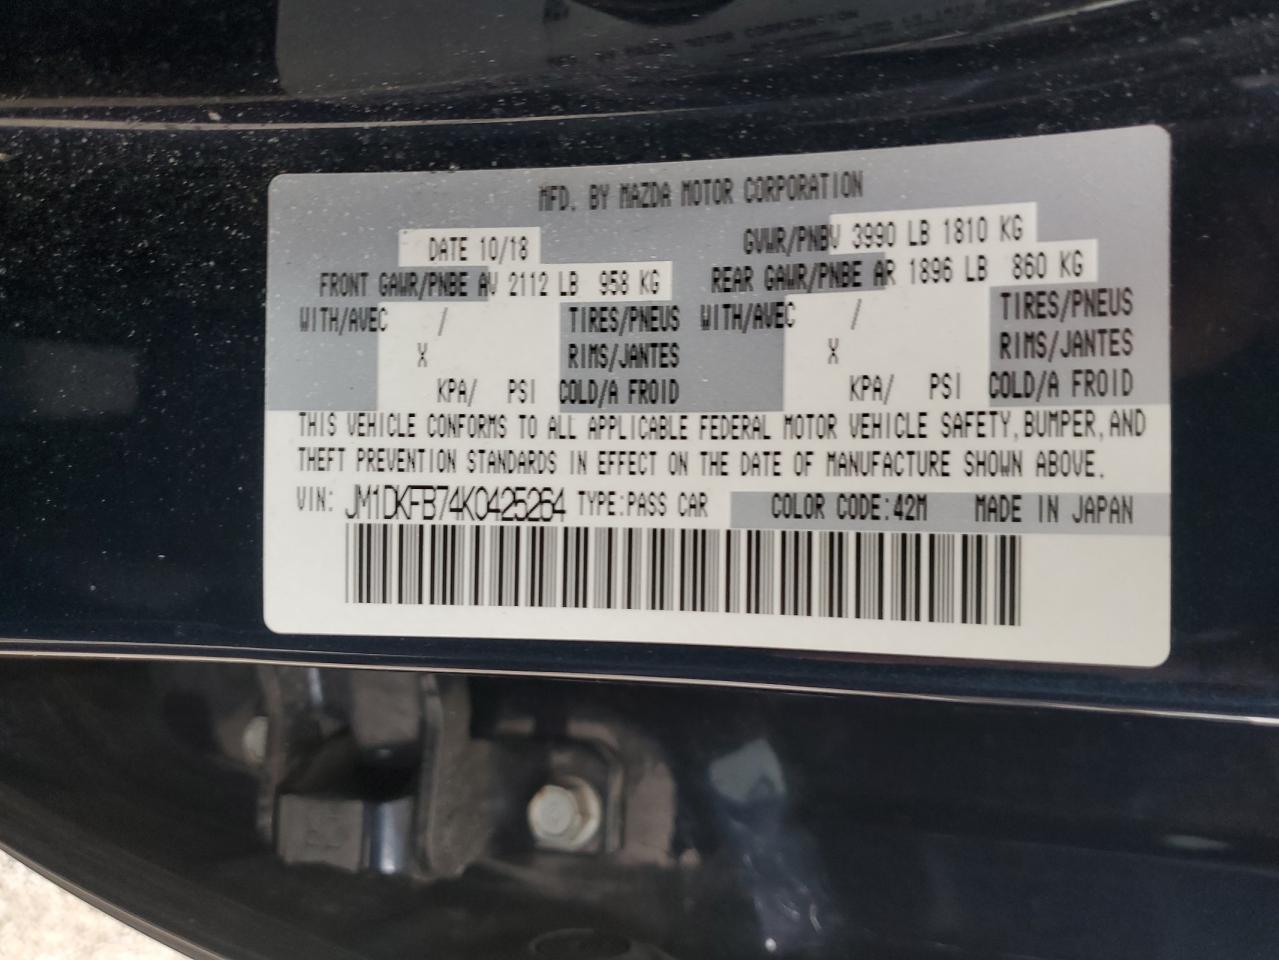 MFD. BY MAZDA MOTOR CORPORATION
DATE 10/18 GVWR/PNBV 3990 LB 1810 KG
FRONT GAWR/PNBE AV 2112 LB 958 KG REAR GAWR/PNBE AR 1896 LB 860 KG
WITH/AVEC / TIRES/PNEUS WITH/AVEC / TIRES/PNEUS
X RIMS/JANTES X RIMS/JANTES
KPA/ PSI COLD/A FROID KPA/ PSI COLD/A FROID
THIS VEHICLE CONFORMS TO ALL APPLICABLE FEDERAL MOTOR VEHICLE SAFETY, BUMPER, AND
THEFT PREVENTION STANDARDS IN EFFECT ON THE DATE OF MANUFACTURE SHOWN ABOVE.
VIN: JM1DKFB74K0425264 TYPE:PASS CAR COLOR CODE:42M MADE IN JAPAN